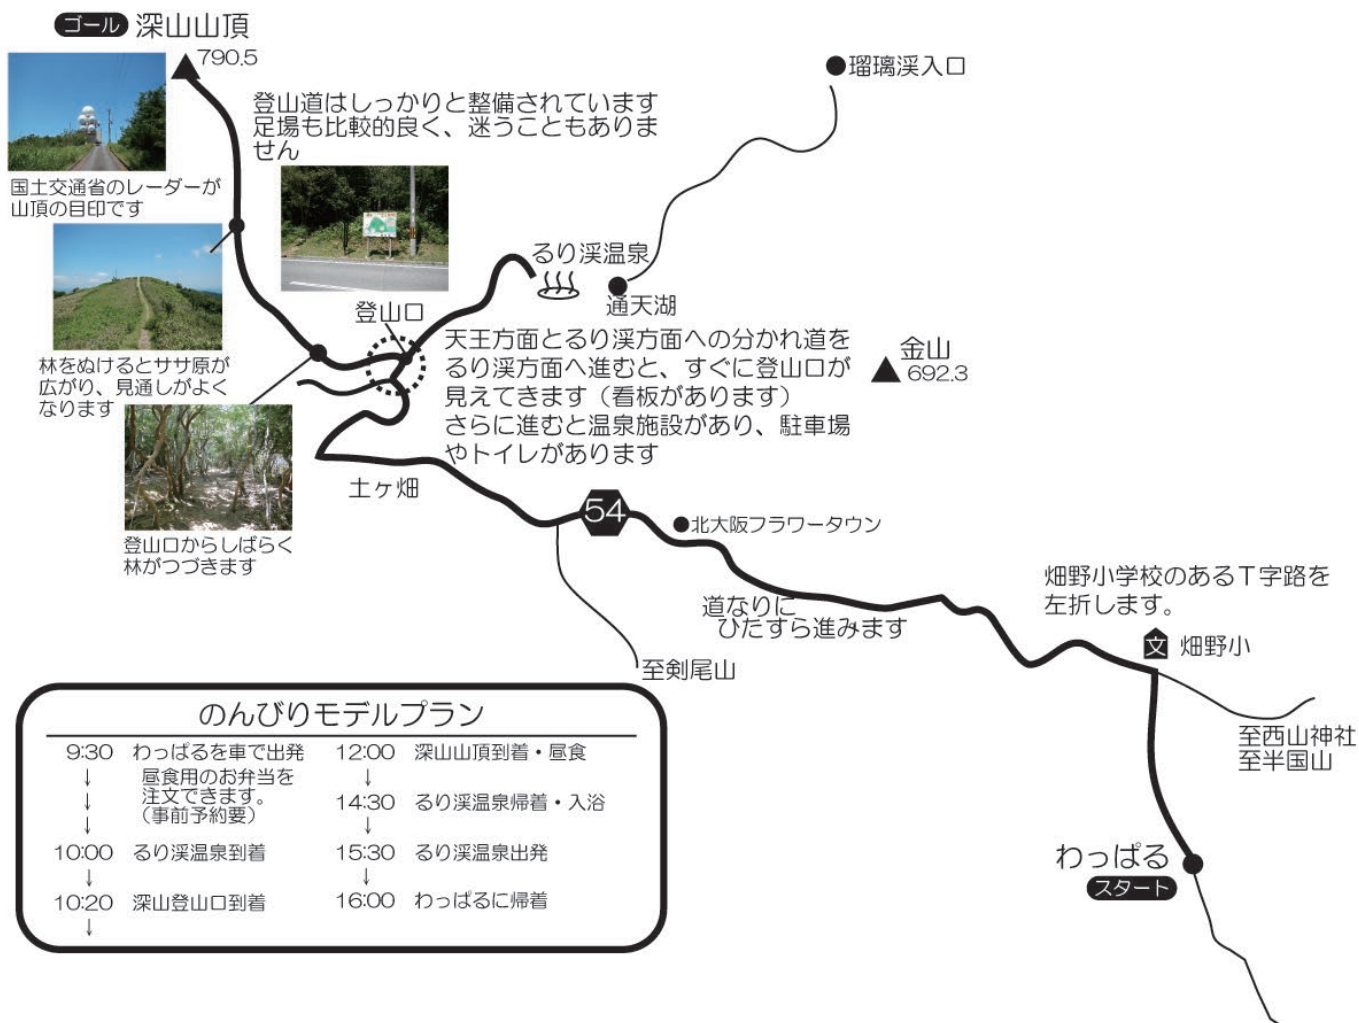 ゴール 深山山頂
790.5
瑠璃渓入口
登山道はしっかりと整備されています
足場も比較的良く、迷うこともありま
せん
国土交通省のレーダーが
山頂の目印です
るり渓温泉
通天湖
登山口
天王方面とるり渓方面への分かれ道を
るり渓方面へ進むと、すぐに登山口が
見えてきます（看板があります）
さらに進むと温泉施設があり、駐車場
やトイレがあります
金山
692.3
林をぬけるとササ原が
広がり、見通しがよく
なります
土ヶ畑
登山口からしばらく
林がつづきます
54
北大阪フラワータウン
道なりに
ひたすら進みます
畑野小学校のあるT字路を
左折します。
文 畑野小
至剣尾山
至西山神社
至半国山
わっぱる
スタート
のんびりモデルプラン
9:30 わっぱるを車で出発
↓ 昼食用のお弁当を
↓ 注文できます。
↓ （事前予約要）
10:00 るり渓温泉到着
↓
10:20 深山登山口到着
↓
12:00 深山山頂到着・昼食
↓
14:30 るり渓温泉帰着・入浴
↓
15:30 るり渓温泉出発
↓
16:00 わっぱるに帰着